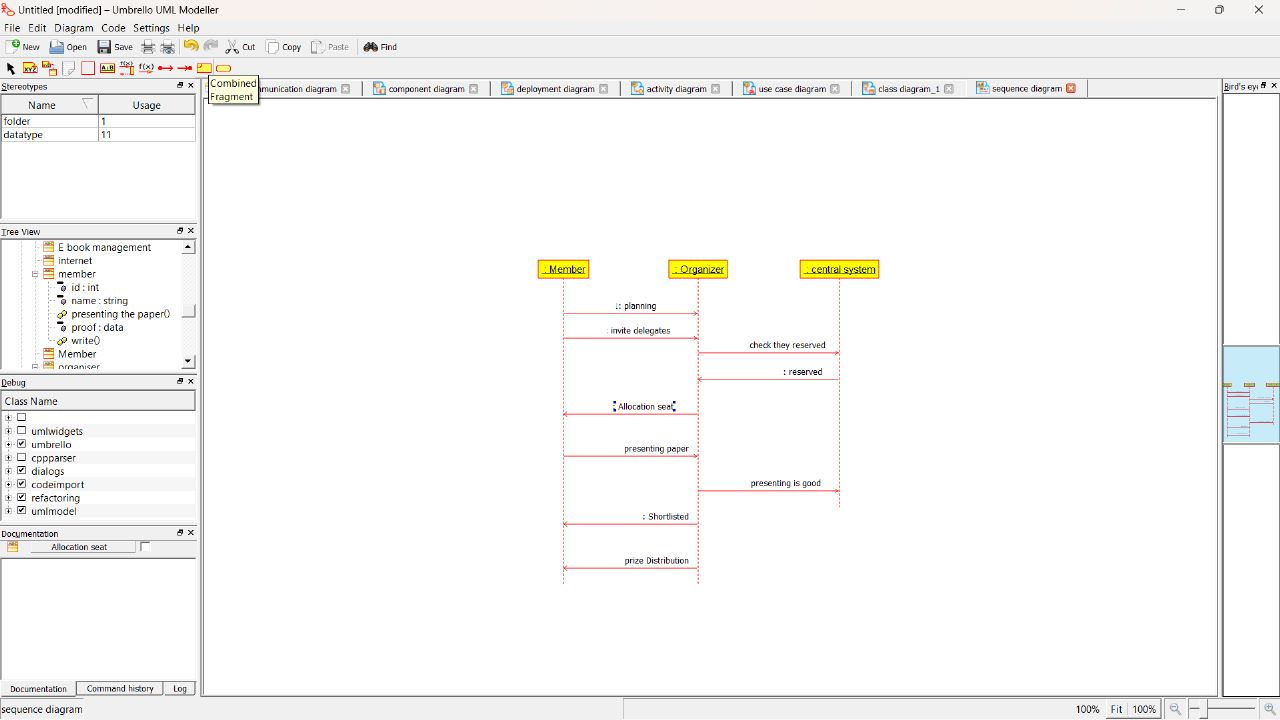 Untitled [modified] – Umbrello UML Modeller
File Edit Diagram Code Settings Help
New Open Save Cut Copy Paste Find
Combined
Fragment
munication diagram
component diagram
deployment diagram
activity diagram
use case diagram
class diagram_1
sequence diagram
Bird's eye
Stereotypes
Name Usage
folder 1
datatype 11
Tree View
E book management
internet
member
id : int
name : string
presenting the paper()
proof : data
write()
Member
organiser
Debug
Class Name
umlwidgets
umbrello
cppparser
dialogs
codeimport
refactoring
umlmodel
Documentation
Allocation seat
Documentation Command history Log
: Member
: Organizer
: central system
: planning
: invite delegates
check they reserved
: reserved
: Allocation seat
presenting paper
presenting is good
: Shortlisted
prize Distribution
sequence diagram
100% Fit 100%